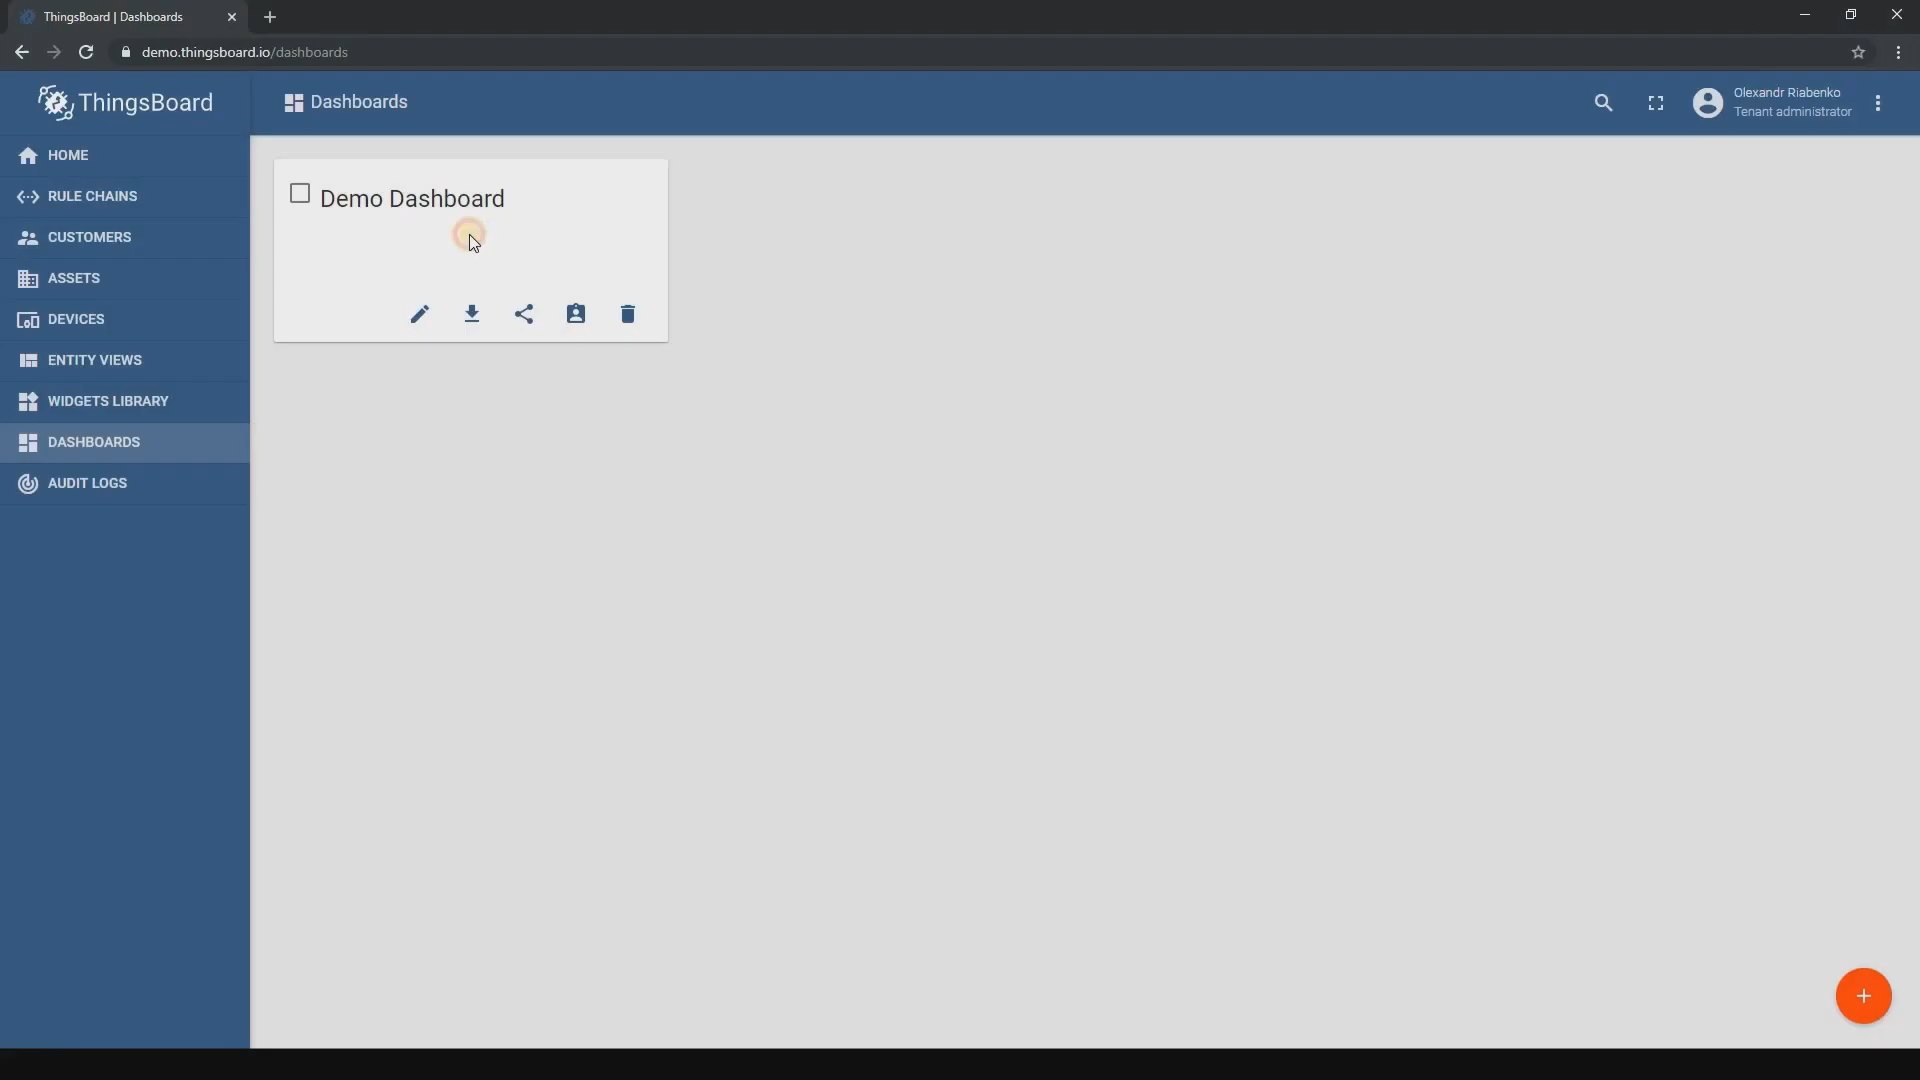 ThingsBoard | Dashboards
demo.thingsboard.io/dashboards
ThingsBoard
Dashboards
Olexandr Riabenko
Tenant administrator
HOME
RULE CHAINS
CUSTOMERS
ASSETS
DEVICES
ENTITY VIEWS
WIDGETS LIBRARY
DASHBOARDS
AUDIT LOGS
Demo Dashboard